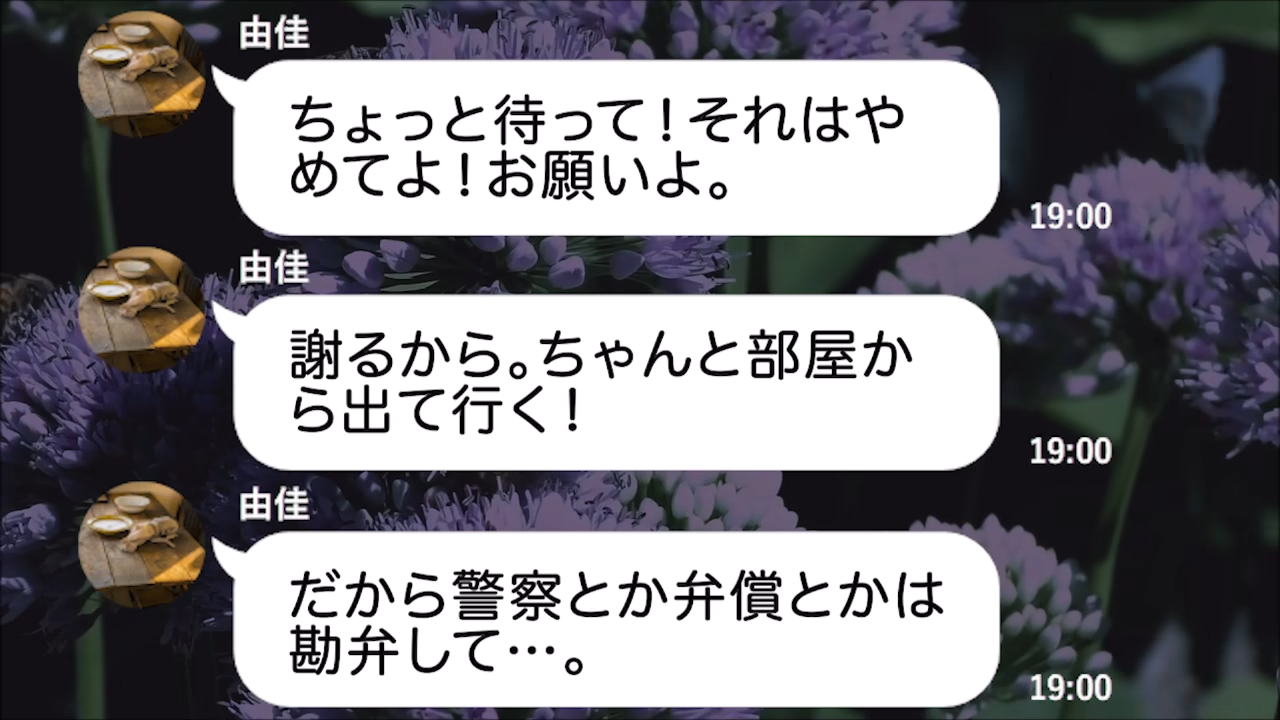 由佳
ちょっと待って！それはや
めてよ！お願いよ。
19:00
由佳
謝るから。ちゃんと部屋か
ら出て行く！
19:00
由佳
だから警察とか弁償とかは
勘弁して…。
19:00